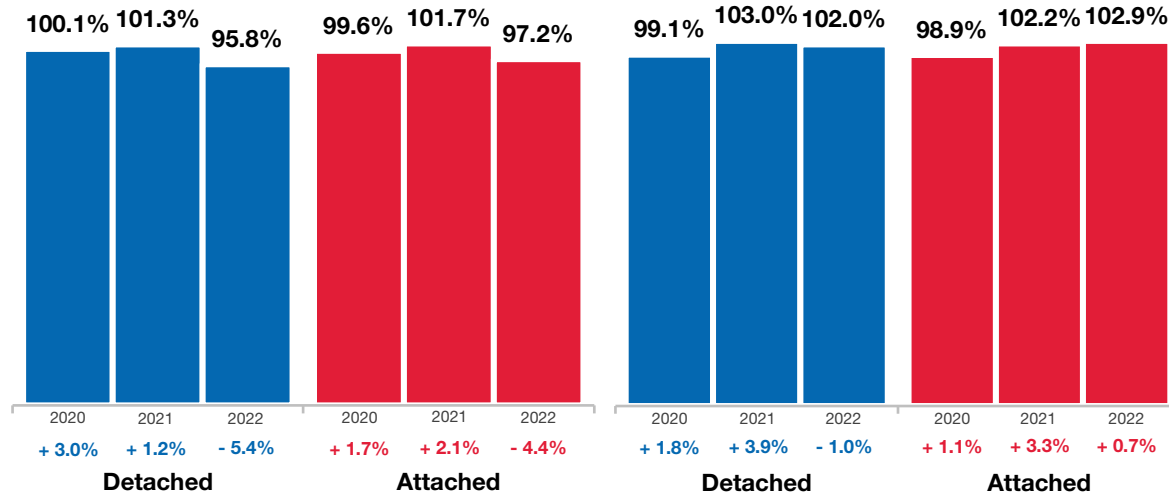 100.1% 101.3% 95.8% 99.6% 101.7% 97.2% 99.1% 103.0% 102.0% 98.9% 102.2% 102.9%
2020 2021 2022 2020 2021 2022 2020 2021 2022 2020 2021 2022
+ 3.0% + 1.2% - 5.4% + 1.7% + 2.1% - 4.4% + 1.8% + 3.9% - 1.0% + 1.1% + 3.3% + 0.7%
Detached Attached Detached Attached